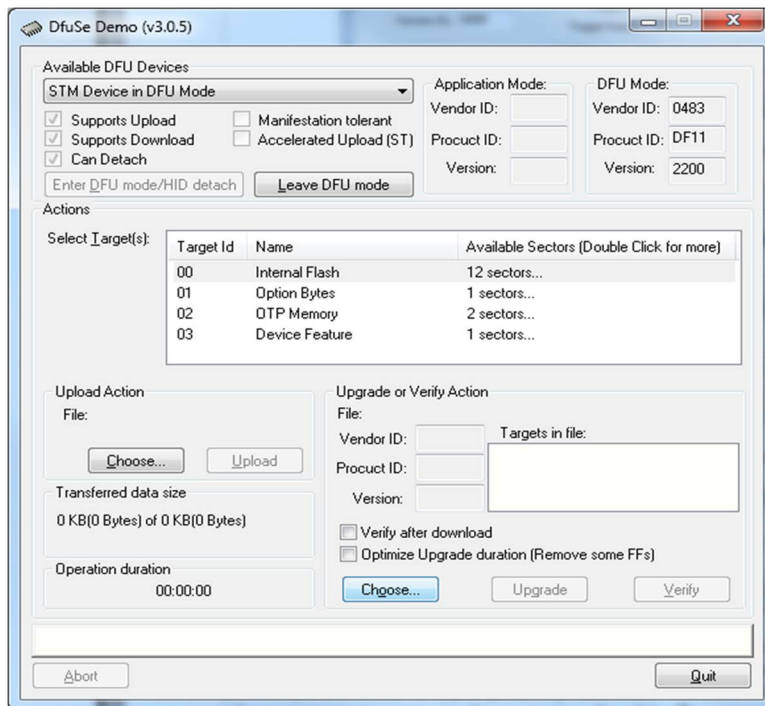 DfuSe Demo (v3.0.5)
Available DFU Devices
STM Device in DFU Mode
Supports Upload
Manifestation tolerant
Supports Download
Accelerated Upload (ST)
Can Detach
Enter DFU mode/HID detach
Leave DFU mode
Application Mode:
Vendor ID:
Procuct ID:
Version:
DFU Mode:
Vendor ID: 0483
Procuct ID: DF11
Version: 2200
Actions
Select Target(s):
Target Id Name Available Sectors (Double Click for more)
00 Internal Flash 12 sectors...
01 Option Bytes 1 sectors...
02 OTP Memory 2 sectors...
03 Device Feature 1 sectors...
Upload Action
File:
Choose...
Upload
Transferred data size
0 KB(0 Bytes) of 0 KB(0 Bytes)
Operation duration
00:00:00
Upgrade or Verify Action
File:
Vendor ID:
Procuct ID:
Version:
Targets in file:
Verify after download
Optimize Upgrade duration (Remove some FFs)
Choose...
Upgrade
Verify
Abort
Quit